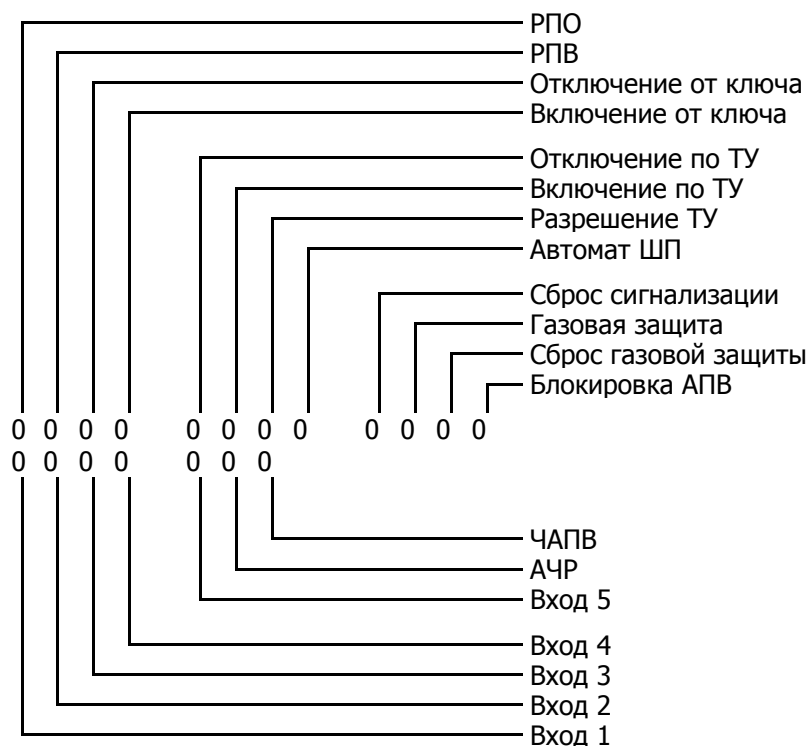 РПО
РПВ
Отключение от ключа
Включение от ключа
Отключение по ТУ
Включение по ТУ
Разрешение ТУ
Автомат ШП
Сброс сигнализации
Газовая защита
Сброс газовой защиты
Блокировка АПВ
0 0 0 0 0 0 0 0 0 0 0 0
0 0 0 0 0 0 0
ЧАПВ
АЧР
Вход 5
Вход 4
Вход 3
Вход 2
Вход 1